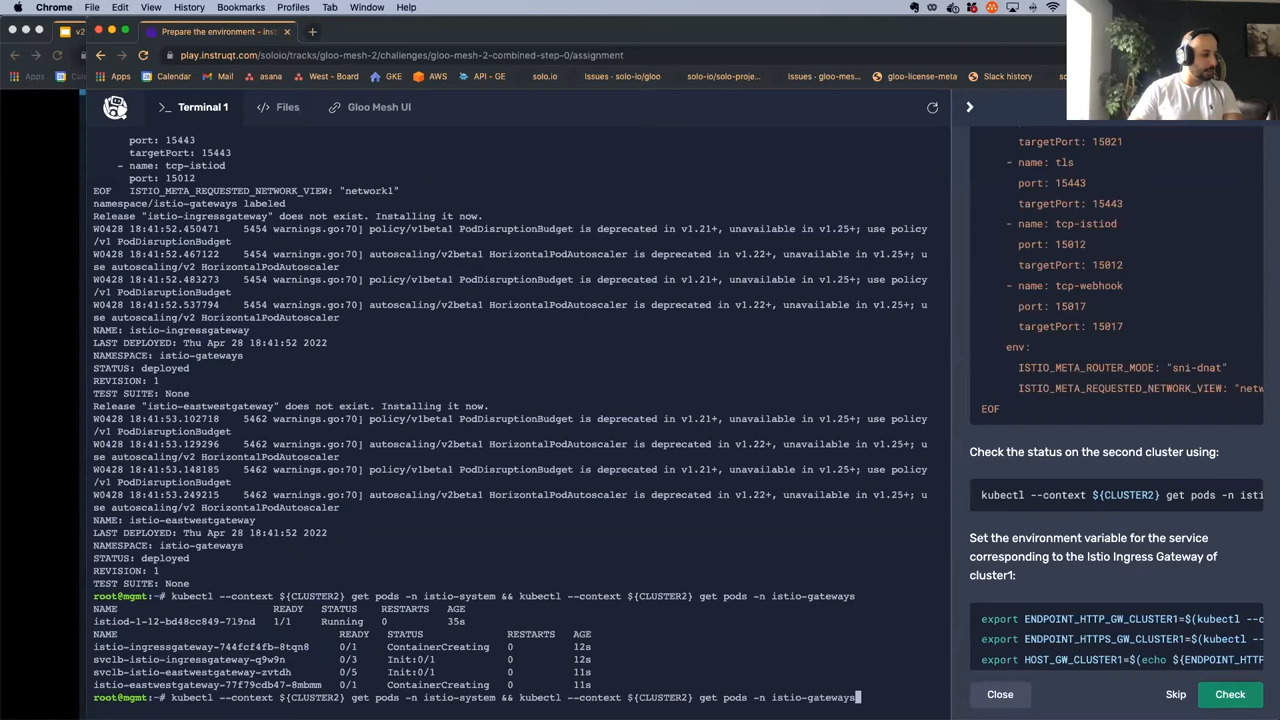 Chrome File Edit View History Bookmarks Profiles Tab Window Help
v2
Prepare the environment - inst
play.instruqt.com/soloio/tracks/gloo-mesh-2/challenges/gloo-mesh-2-combined-step-0/assignment
Apps
Apps Calendar Mail asana West - Board GKE AWS API - GE solo.io Issues · solo-io/gloo solo-io/solo-proje... Issues · gloo-mes... gloo-license-meta Slack history
>_ Terminal 1 </> Files Gloo Mesh UI
port: 15443
targetPort: 15443
- name: tcp-istiod
port: 15012
EOF ISTIO_META_REQUESTED_NETWORK_VIEW: "network1"
namespace/istio-gateways labeled
Release "istio-ingressgateway" does not exist. Installing it now.
W0428 18:41:52.450471 5454 warnings.go:70] policy/v1beta1 PodDisruptionBudget is deprecated in v1.21+, unavailable in v1.25+; use policy
/v1 PodDisruptionBudget
W0428 18:41:52.467122 5454 warnings.go:70] autoscaling/v2beta1 HorizontalPodAutoscaler is deprecated in v1.22+, unavailable in v1.25+; u
se autoscaling/v2 HorizontalPodAutoscaler
W0428 18:41:52.483273 5454 warnings.go:70] policy/v1beta1 PodDisruptionBudget is deprecated in v1.21+, unavailable in v1.25+; use policy
/v1 PodDisruptionBudget
W0428 18:41:52.537794 5454 warnings.go:70] autoscaling/v2beta1 HorizontalPodAutoscaler is deprecated in v1.22+, unavailable in v1.25+; u
se autoscaling/v2 HorizontalPodAutoscaler
NAME: istio-ingressgateway
LAST DEPLOYED: Thu Apr 28 18:41:52 2022
NAMESPACE: istio-gateways
STATUS: deployed
REVISION: 1
TEST SUITE: None
Release "istio-eastwestgateway" does not exist. Installing it now.
W0428 18:41:53.102718 5462 warnings.go:70] policy/v1beta1 PodDisruptionBudget is deprecated in v1.21+, unavailable in v1.25+; use policy
/v1 PodDisruptionBudget
W0428 18:41:53.129296 5462 warnings.go:70] autoscaling/v2beta1 HorizontalPodAutoscaler is deprecated in v1.22+, unavailable in v1.25+; u
se autoscaling/v2 HorizontalPodAutoscaler
W0428 18:41:53.148185 5462 warnings.go:70] policy/v1beta1 PodDisruptionBudget is deprecated in v1.21+, unavailable in v1.25+; use policy
/v1 PodDisruptionBudget
W0428 18:41:53.249215 5462 warnings.go:70] autoscaling/v2beta1 HorizontalPodAutoscaler is deprecated in v1.22+, unavailable in v1.25+; u
se autoscaling/v2 HorizontalPodAutoscaler
NAME: istio-eastwestgateway
LAST DEPLOYED: Thu Apr 28 18:41:52 2022
NAMESPACE: istio-gateways
STATUS: deployed
REVISION: 1
TEST SUITE: None
root@mgmt:~# kubectl --context ${CLUSTER2} get pods -n istio-system && kubectl --context ${CLUSTER2} get pods -n istio-gateways
NAME READY STATUS RESTARTS AGE
istiod-1-12-bd48cc849-7l9nd 1/1 Running 0 35s
NAME READY STATUS RESTARTS AGE
istio-ingressgateway-744fcf4fb-8tqn8 0/1 ContainerCreating 0 12s
svclb-istio-ingressgateway-q9w9n 0/3 Init:0/1 0 12s
svclb-istio-eastwestgateway-zvtdh 0/5 Init:0/1 0 11s
istio-eastwestgateway-77f79cdb47-8mbmm 0/1 ContainerCreating 0 11s
root@mgmt:~# kubectl --context ${CLUSTER2} get pods -n istio-system && kubectl --context ${CLUSTER2} get pods -n istio-gateways
targetPort: 15021
- name: tls
port: 15443
targetPort: 15443
- name: tcp-istiod
port: 15012
targetPort: 15012
- name: tcp-webhook
port: 15017
targetPort: 15017
env:
ISTIO_META_ROUTER_MODE: "sni-dnat"
ISTIO_META_REQUESTED_NETWORK_VIEW: "netw
EOF
Check the status on the second cluster using:
kubectl --context ${CLUSTER2} get pods -n isti
Set the environment variable for the service
corresponding to the Istio Ingress Gateway of
cluster1:
export ENDPOINT_HTTP_GW_CLUSTER1=$(kubectl --c
export ENDPOINT_HTTPS_GW_CLUSTER1=$(kubectl --
export HOST_GW_CLUSTER1=$(echo ${ENDPOINT_HTTP
Close Skip Check